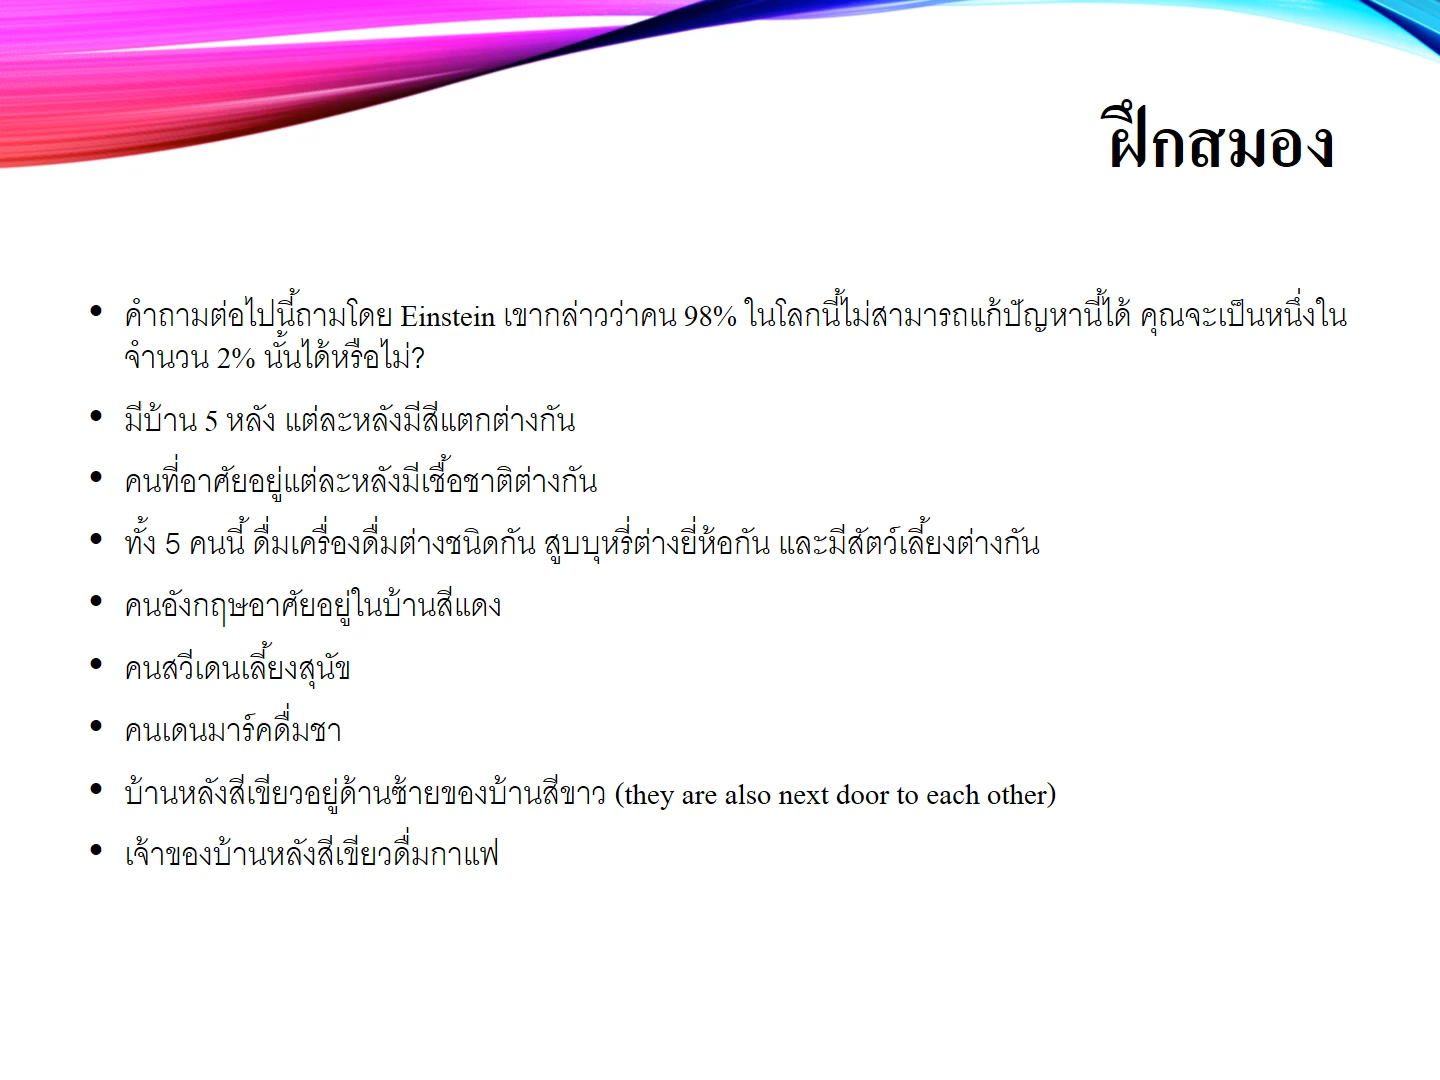 ฝึกสมอง
• คำถามต่อไปนี้ถามโดย Einstein เขากล่าวว่าคน 98% ในโลกนี้ไม่สามารถแก้ปัญหานี้ได้ คุณจะเป็นหนึ่งใน
จำนวน 2% นั้นได้หรือไม่?
• มีบ้าน 5 หลัง แต่ละหลังมีสีแตกต่างกัน
• คนที่อาศัยอยู่แต่ละหลังมีเชื้อชาติต่างกัน
• ทั้ง 5 คนนี้ ดื่มเครื่องดื่มต่างชนิดกัน สูบบุหรี่ต่างยี่ห้อกัน และมีสัตว์เลี้ยงต่างกัน
• คนอังกฤษอาศัยอยู่ในบ้านสีแดง
• คนสวีเดนเลี้ยงสุนัข
• คนเดนมาร์คดื่มชา
• บ้านหลังสีเขียวอยู่ด้านซ้ายของบ้านสีขาว (they are also next door to each other)
• เจ้าของบ้านหลังสีเขียวดื่มกาแฟ